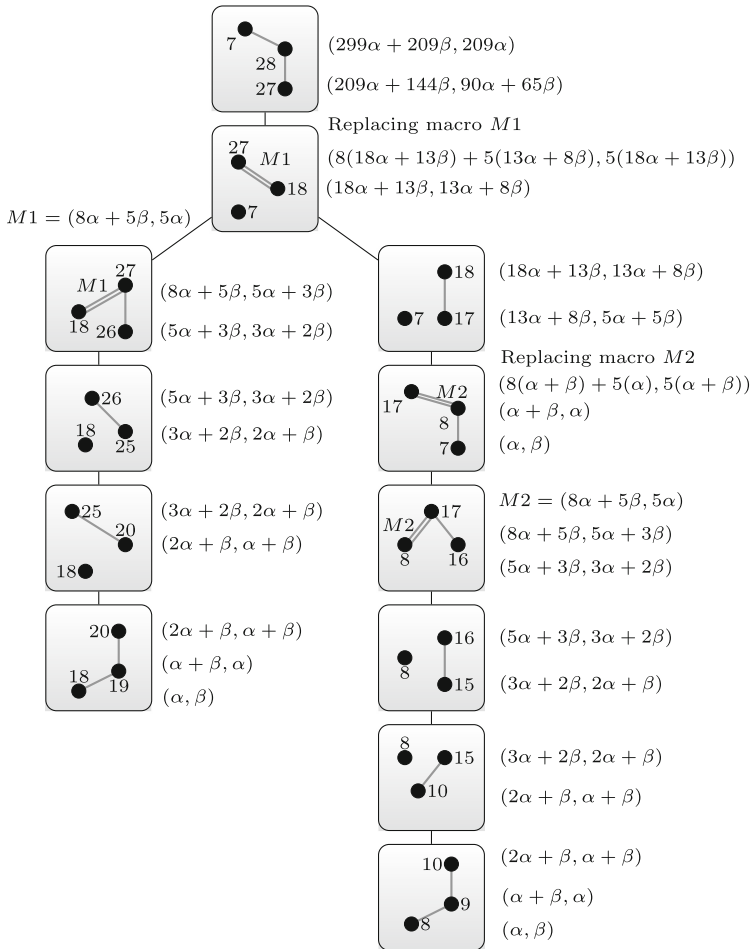 7
28
27
(299α + 209β, 209α)
(209α + 144β, 90α + 65β)
Replacing macro M1
27
M1
18
7
(8(18α + 13β) + 5(13α + 8β), 5(18α + 13β))
(18α + 13β, 13α + 8β)
M1 = (8α + 5β, 5α)
27
M1
18
26
(8α + 5β, 5α + 3β)
(5α + 3β, 3α + 2β)
26
18
25
(5α + 3β, 3α + 2β)
(3α + 2β, 2α + β)
25
20
18
(3α + 2β, 2α + β)
(2α + β, α + β)
20
18
19
(2α + β, α + β)
(α + β, α)
(α, β)
18
7
17
(18α + 13β, 13α + 8β)
(13α + 8β, 5α + 5β)
Replacing macro M2
17
M2
8
7
(8(α + β) + 5(α), 5(α + β))
(α + β, α)
(α, β)
17
M2
8
16
M2 = (8α + 5β, 5α)
(8α + 5β, 5α + 3β)
(5α + 3β, 3α + 2β)
16
8
15
(5α + 3β, 3α + 2β)
(3α + 2β, 2α + β)
8
15
10
(3α + 2β, 2α + β)
(2α + β, α + β)
10
9
8
(2α + β, α + β)
(α + β, α)
(α, β)